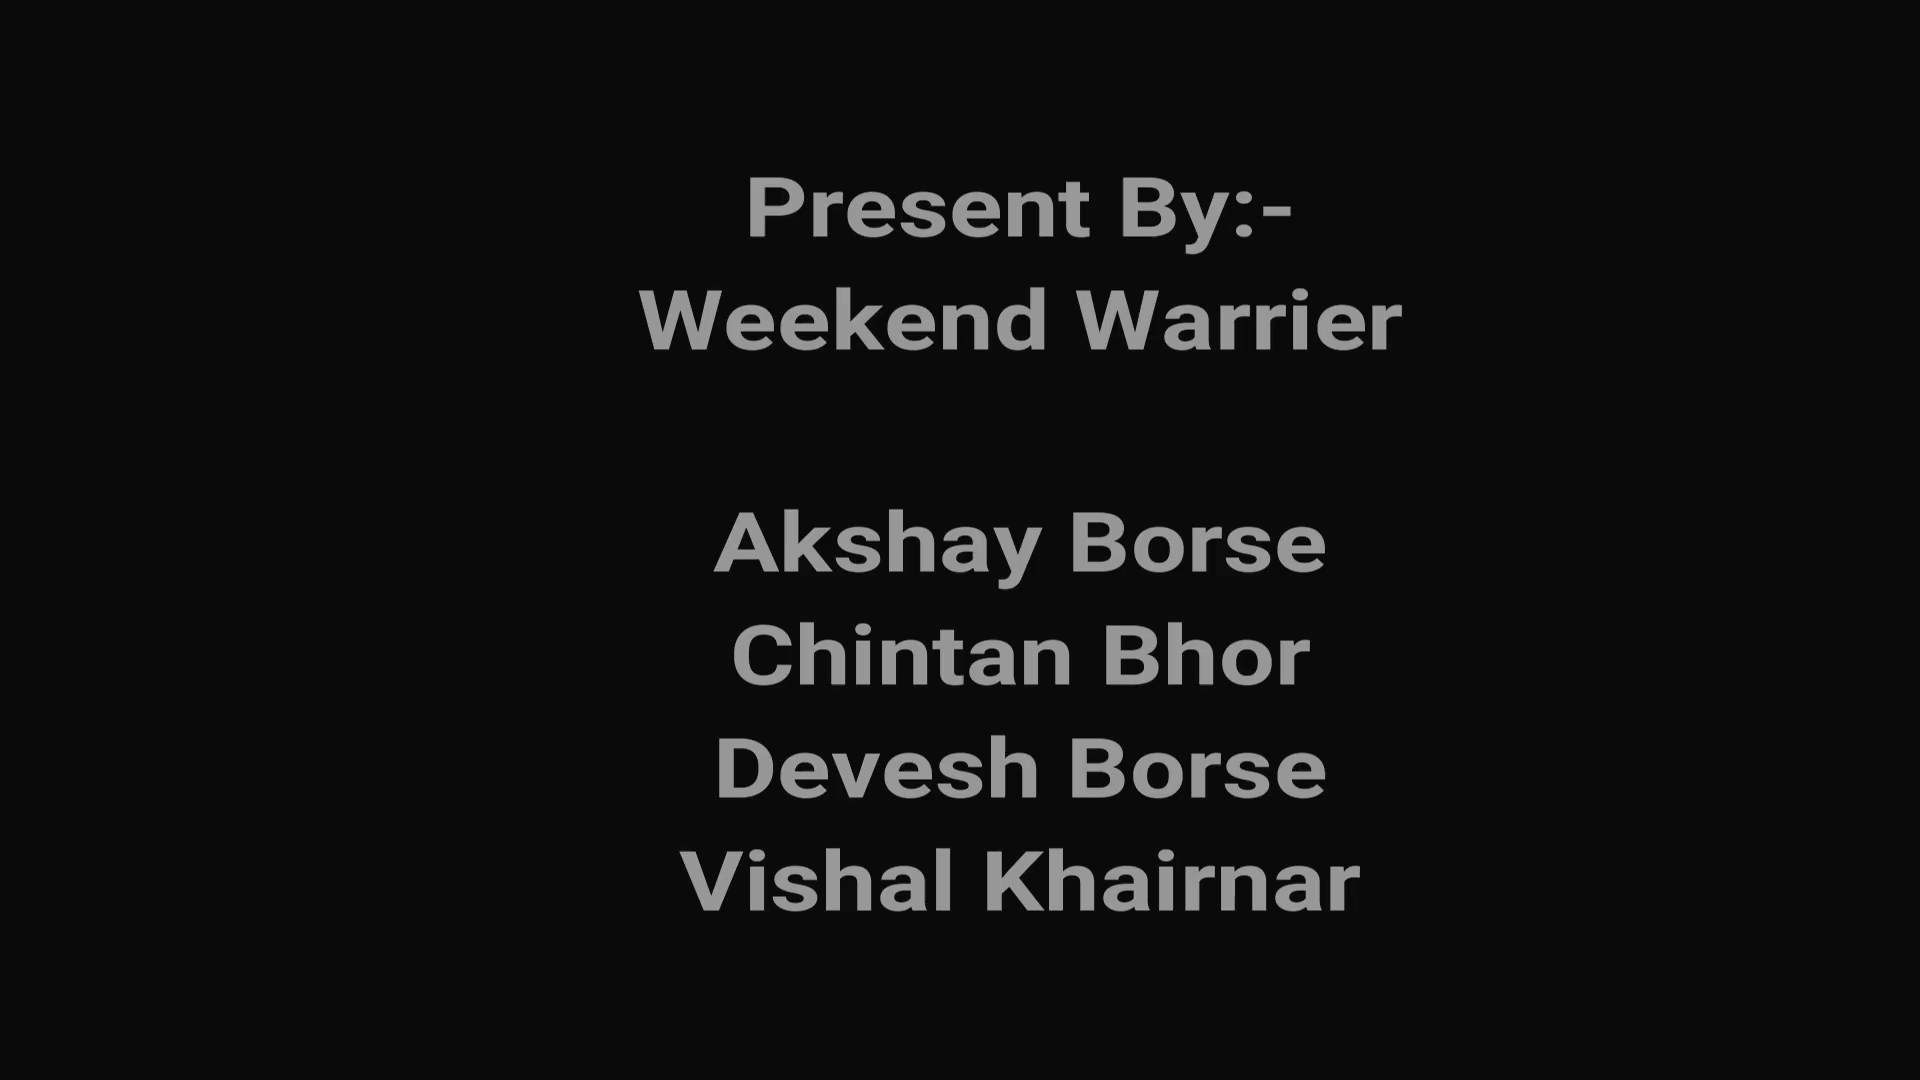 Present By:-
Weekend Warrier
Akshay Borse
Chintan Bhor
Devesh Borse
Vishal Khairnar